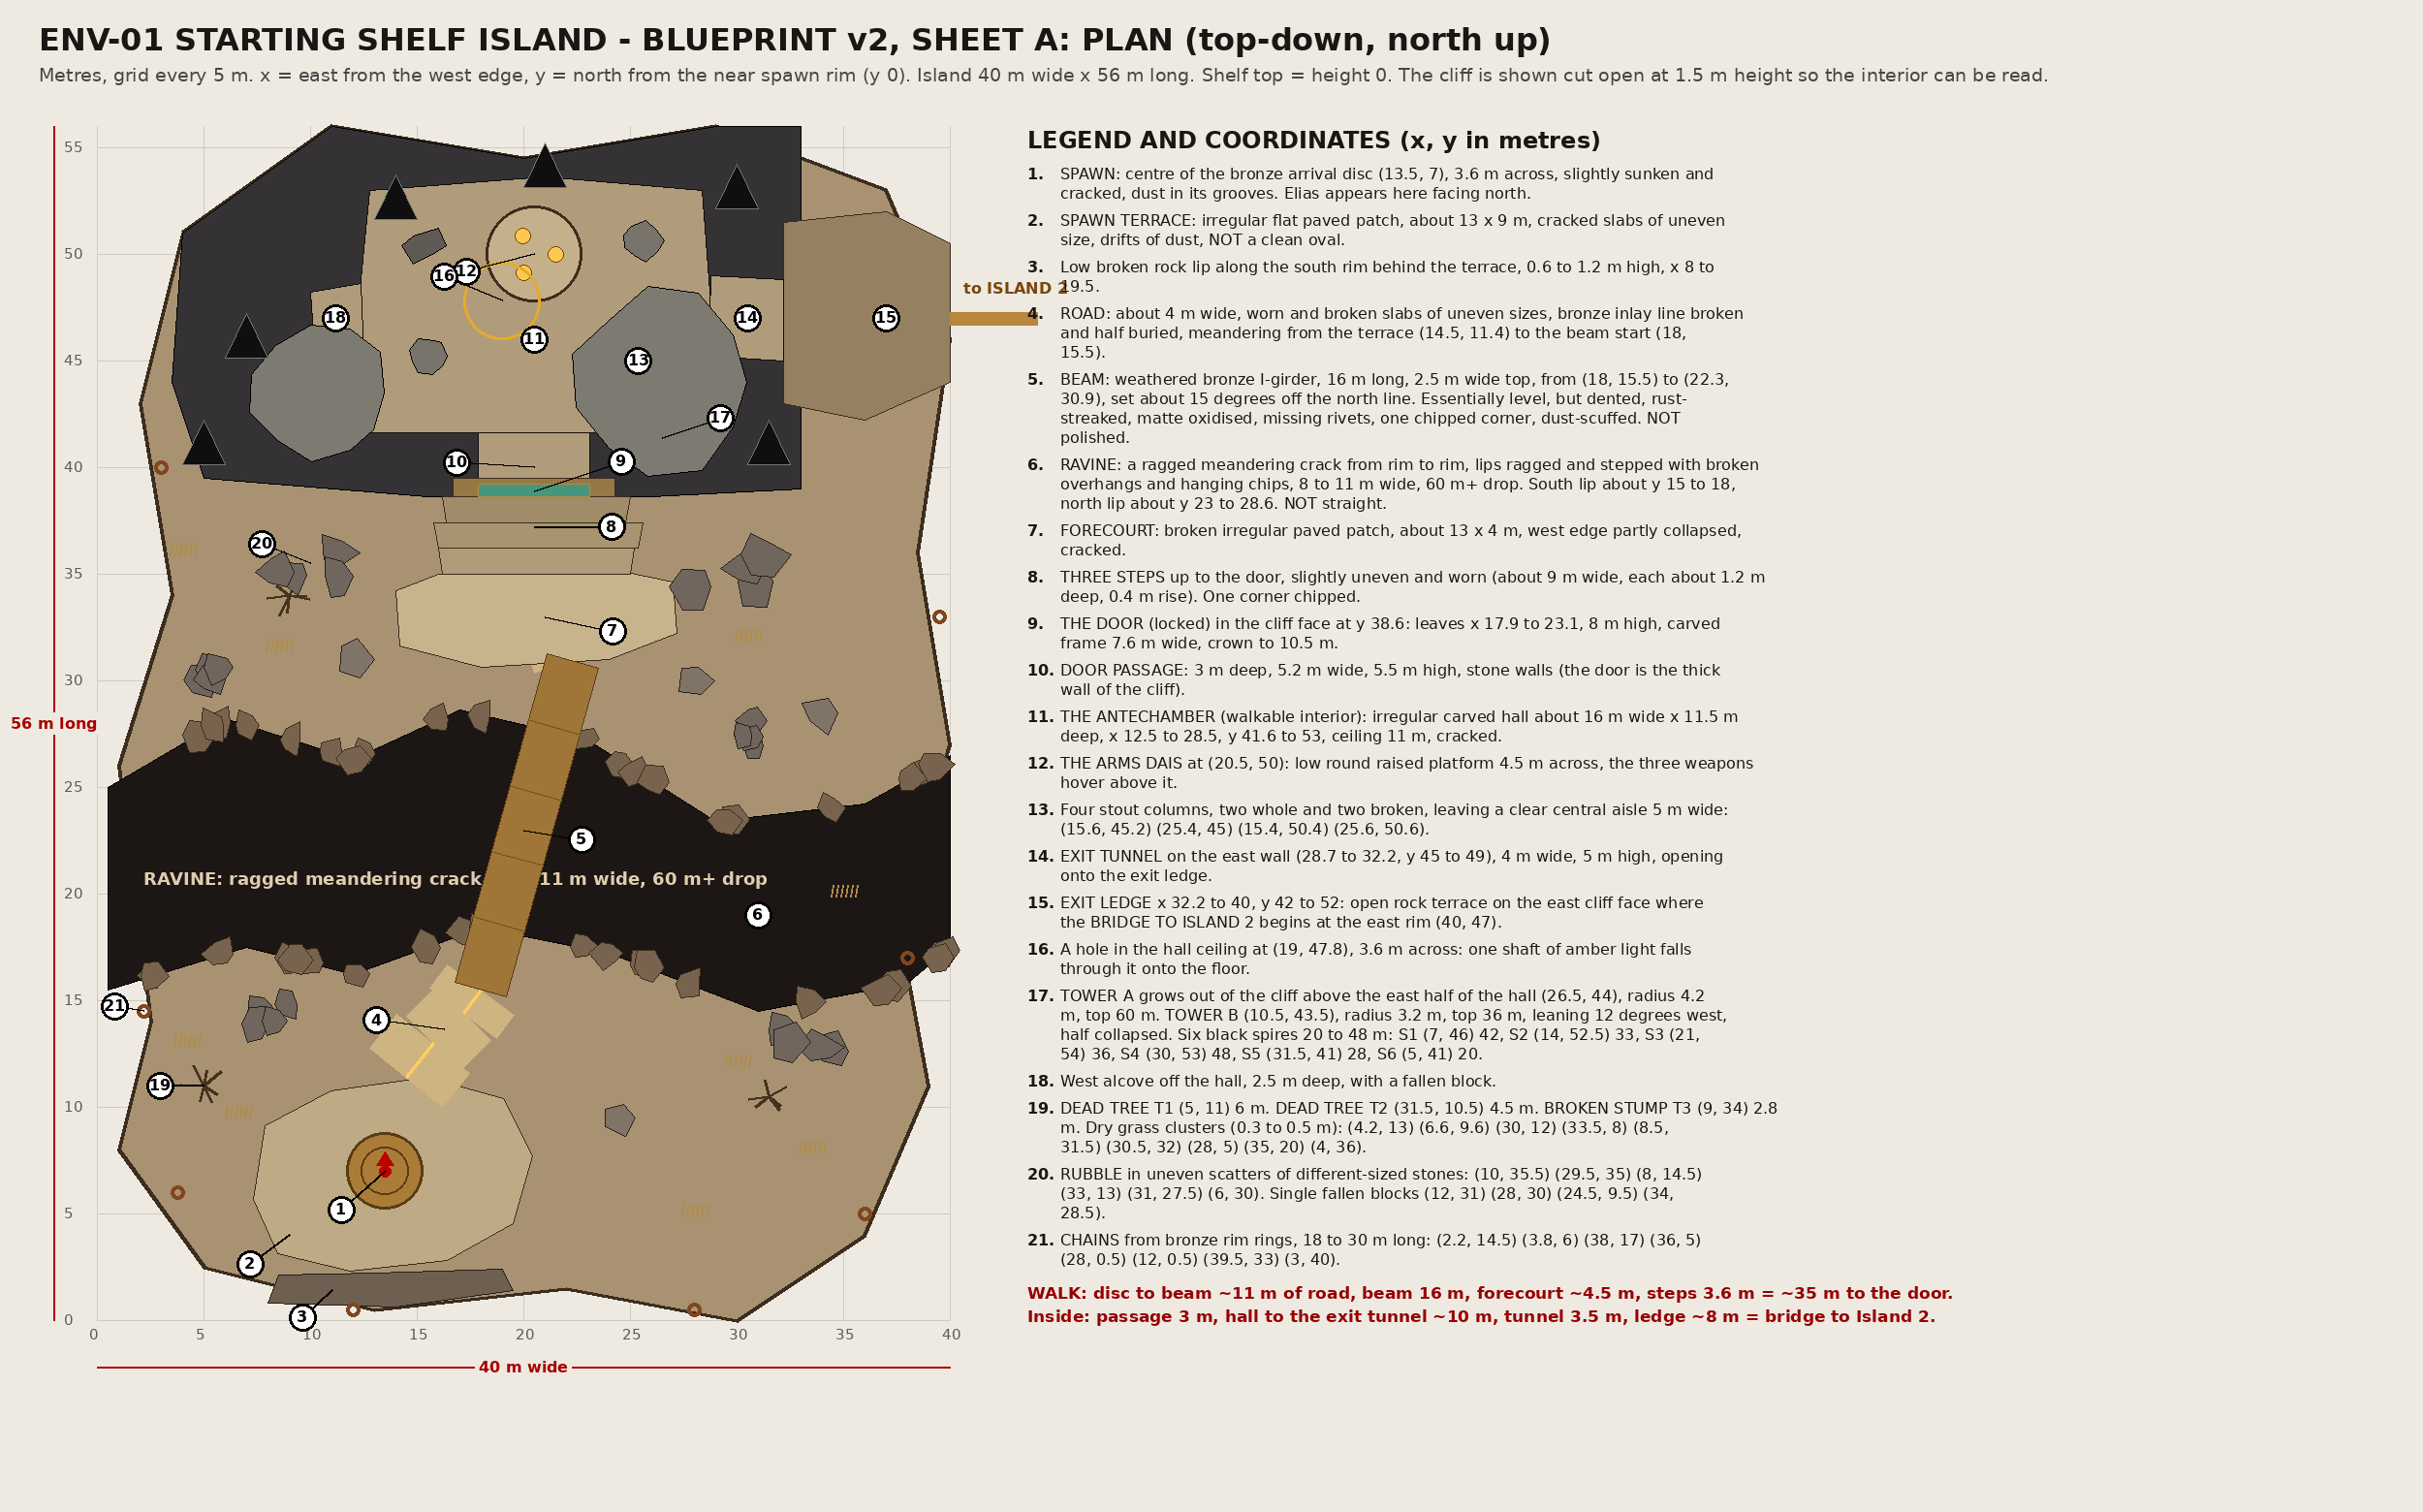 ENV-01 STARTING SHELF ISLAND - BLUEPRINT v2, SHEET A: PLAN (top-down, north up)
Metres, grid every 5 m. x = east from the west edge, y = north from the near spawn rim (y 0). Island 40 m wide x 56 m long. Shelf top = height 0. The cliff is shown cut open at 1.5 m height so the interior can be read.
55
50
45
40
35
30
25
20
15
10
5
0
0 5 10 15 20 25 30 35 40
56 m long
40 m wide
to ISLAND 2
16
12
18
11
14
15
13
17
10
9
8
20
7
5
RAVINE: ragged meandering crack 11 m wide, 60 m+ drop
6
21
4
19
1
2
3
LEGEND AND COORDINATES (x, y in metres)
1. SPAWN: centre of the bronze arrival disc (13.5, 7), 3.6 m across, slightly sunken and
cracked, dust in its grooves. Elias appears here facing north.
2. SPAWN TERRACE: irregular flat paved patch, about 13 x 9 m, cracked slabs of uneven
size, drifts of dust, NOT a clean oval.
3. Low broken rock lip along the south rim behind the terrace, 0.6 to 1.2 m high, x 8 to
19.5.
4. ROAD: about 4 m wide, worn and broken slabs of uneven sizes, bronze inlay line broken
and half buried, meandering from the terrace (14.5, 11.4) to the beam start (18,
15.5).
5. BEAM: weathered bronze I-girder, 16 m long, 2.5 m wide top, from (18, 15.5) to (22.3,
30.9), set about 15 degrees off the north line. Essentially level, but dented, rust-
streaked, matte oxidised, missing rivets, one chipped corner, dust-scuffed. NOT
polished.
6. RAVINE: a ragged meandering crack from rim to rim, lips ragged and stepped with broken
overhangs and hanging chips, 8 to 11 m wide, 60 m+ drop. South lip about y 15 to 18,
north lip about y 23 to 28.6. NOT straight.
7. FORECOURT: broken irregular paved patch, about 13 x 4 m, west edge partly collapsed,
cracked.
8. THREE STEPS up to the door, slightly uneven and worn (about 9 m wide, each about 1.2 m
deep, 0.4 m rise). One corner chipped.
9. THE DOOR (locked) in the cliff face at y 38.6: leaves x 17.9 to 23.1, 8 m high, carved
frame 7.6 m wide, crown to 10.5 m.
10. DOOR PASSAGE: 3 m deep, 5.2 m wide, 5.5 m high, stone walls (the door is the thick
wall of the cliff).
11. THE ANTECHAMBER (walkable interior): irregular carved hall about 16 m wide x 11.5 m
deep, x 12.5 to 28.5, y 41.6 to 53, ceiling 11 m, cracked.
12. THE ARMS DAIS at (20.5, 50): low round raised platform 4.5 m across, the three weapons
hover above it.
13. Four stout columns, two whole and two broken, leaving a clear central aisle 5 m wide:
(15.6, 45.2) (25.4, 45) (15.4, 50.4) (25.6, 50.6).
14. EXIT TUNNEL on the east wall (28.7 to 32.2, y 45 to 49), 4 m wide, 5 m high, opening
onto the exit ledge.
15. EXIT LEDGE x 32.2 to 40, y 42 to 52: open rock terrace on the east cliff face where
the BRIDGE TO ISLAND 2 begins at the east rim (40, 47).
16. A hole in the hall ceiling at (19, 47.8), 3.6 m across: one shaft of amber light falls
through it onto the floor.
17. TOWER A grows out of the cliff above the east half of the hall (26.5, 44), radius 4.2
m, top 60 m. TOWER B (10.5, 43.5), radius 3.2 m, top 36 m, leaning 12 degrees west,
half collapsed. Six black spires 20 to 48 m: S1 (7, 46) 42, S2 (14, 52.5) 33, S3 (21,
54) 36, S4 (30, 53) 48, S5 (31.5, 41) 28, S6 (5, 41) 20.
18. West alcove off the hall, 2.5 m deep, with a fallen block.
19. DEAD TREE T1 (5, 11) 6 m. DEAD TREE T2 (31.5, 10.5) 4.5 m. BROKEN STUMP T3 (9, 34) 2.8
m. Dry grass clusters (0.3 to 0.5 m): (4.2, 13) (6.6, 9.6) (30, 12) (33.5, 8) (8.5,
31.5) (30.5, 32) (28, 5) (35, 20) (4, 36).
20. RUBBLE in uneven scatters of different-sized stones: (10, 35.5) (29.5, 35) (8, 14.5)
(33, 13) (31, 27.5) (6, 30). Single fallen blocks (12, 31) (28, 30) (24.5, 9.5) (34,
28.5).
21. CHAINS from bronze rim rings, 18 to 30 m long: (2.2, 14.5) (3.8, 6) (38, 17) (36, 5)
(28, 0.5) (12, 0.5) (39.5, 33) (3, 40).
WALK: disc to beam ~11 m of road, beam 16 m, forecourt ~4.5 m, steps 3.6 m = ~35 m to the door.
Inside: passage 3 m, hall to the exit tunnel ~10 m, tunnel 3.5 m, ledge ~8 m = bridge to Island 2.